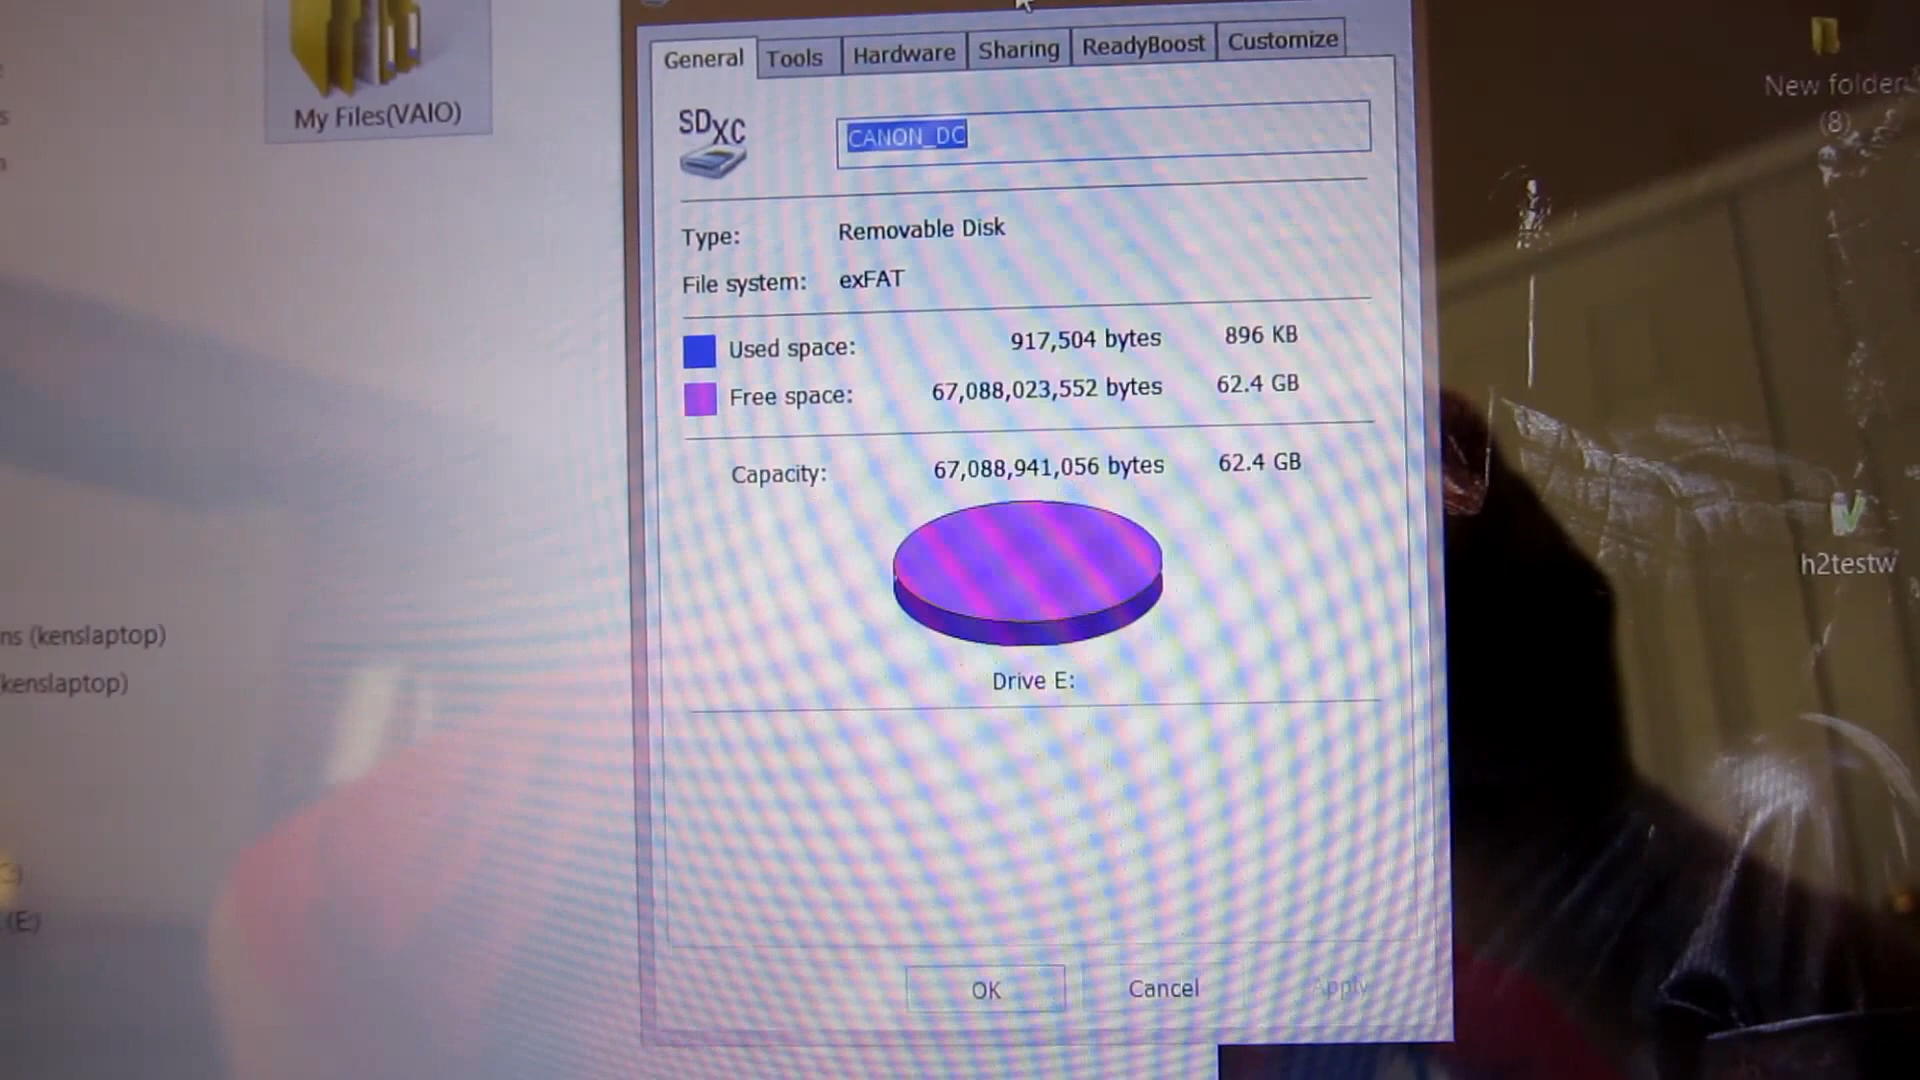 My Files(VAIO)
ns (kenslaptop)
kenslaptop)
(E:)
General Tools Hardware Sharing ReadyBoost Customize
SDXC
CANON_DC
Type: Removable Disk
File system: exFAT
Used space: 917,504 bytes 896 KB
Free space: 67,088,023,552 bytes 62.4 GB
Capacity: 67,088,941,056 bytes 62.4 GB
Drive E:
OK Cancel Apply
New folder
(8)
h2testw